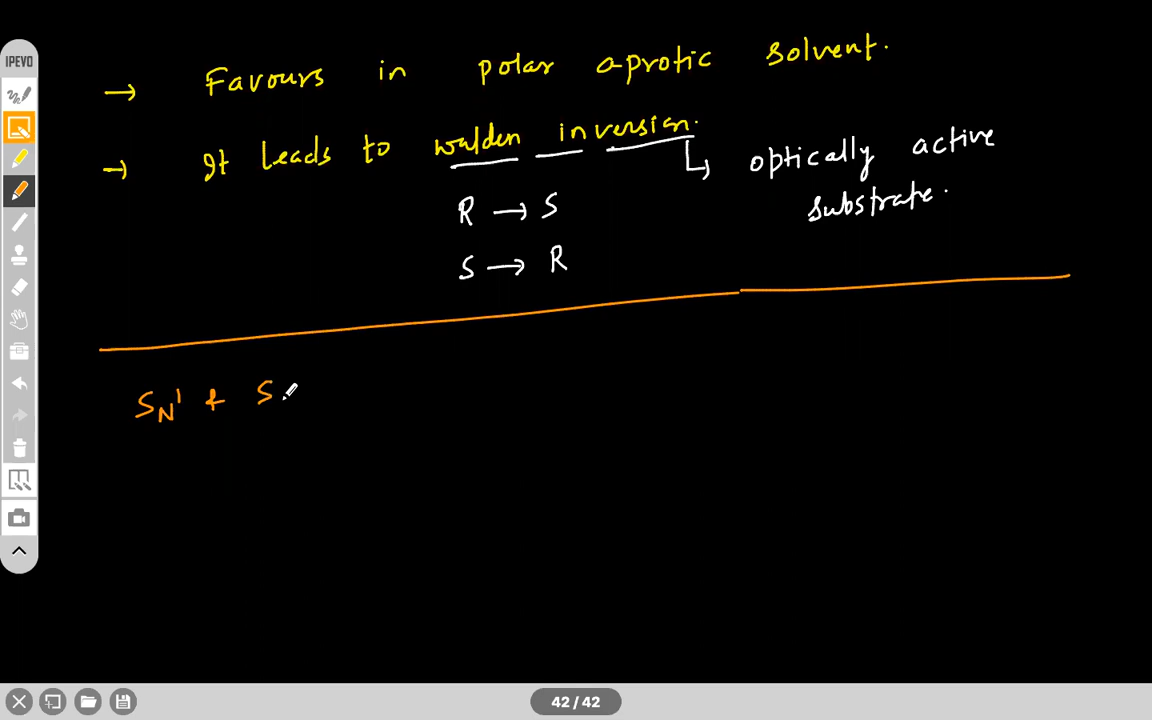 IPEVO
→ Favours in polar aprotic solvent.
→ It leads to walden inversion.
↳ optically active
substrate.
R → S
S → R
SN1 & S
42 / 42